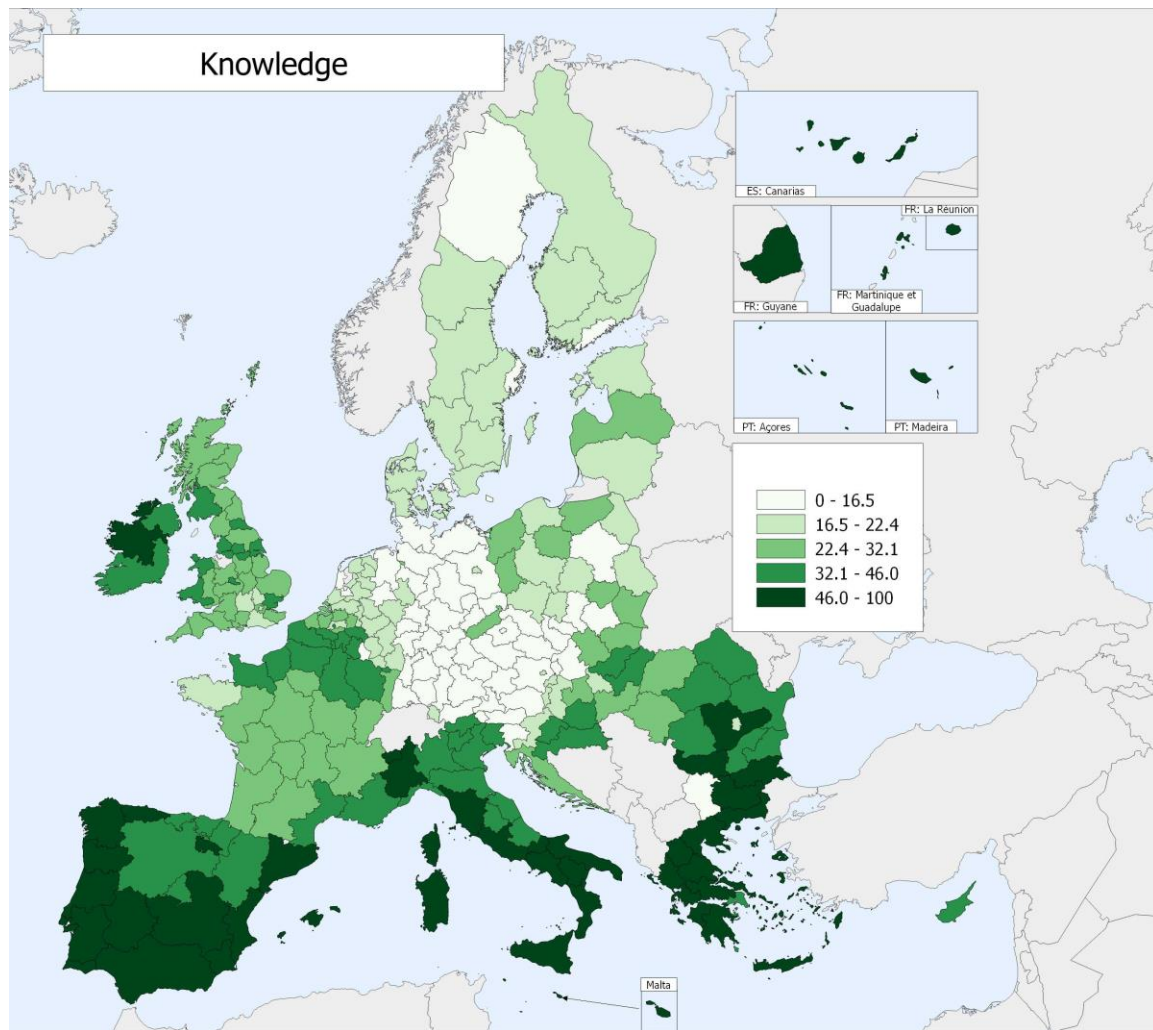 Knowledge
ES: Canarias
FR: La Réunion
FR: Guyane
FR: Martinique et
Guadalupe
PT: Açores
PT: Madeira
0 - 16.5
16.5 - 22.4
22.4 - 32.1
32.1 - 46.0
46.0 - 100
Malta